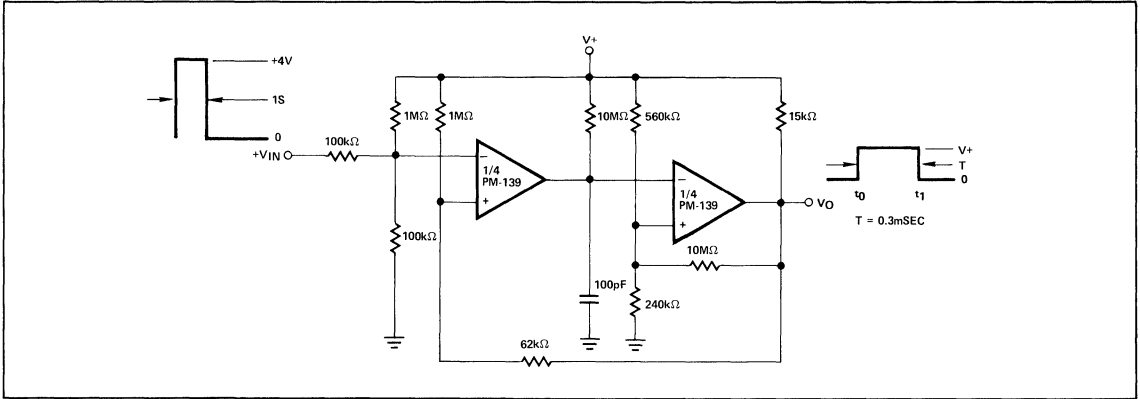 V+
+4V
1S
0
1MΩ
1MΩ
10MΩ
560kΩ
15kΩ
+VIN
100kΩ
−
1/4
PM-139
+
−
1/4
PM-139
+
V+
T
0
t0
t1
VO
T = 0.3mSEC
100kΩ
10MΩ
100pF
240kΩ
62kΩ